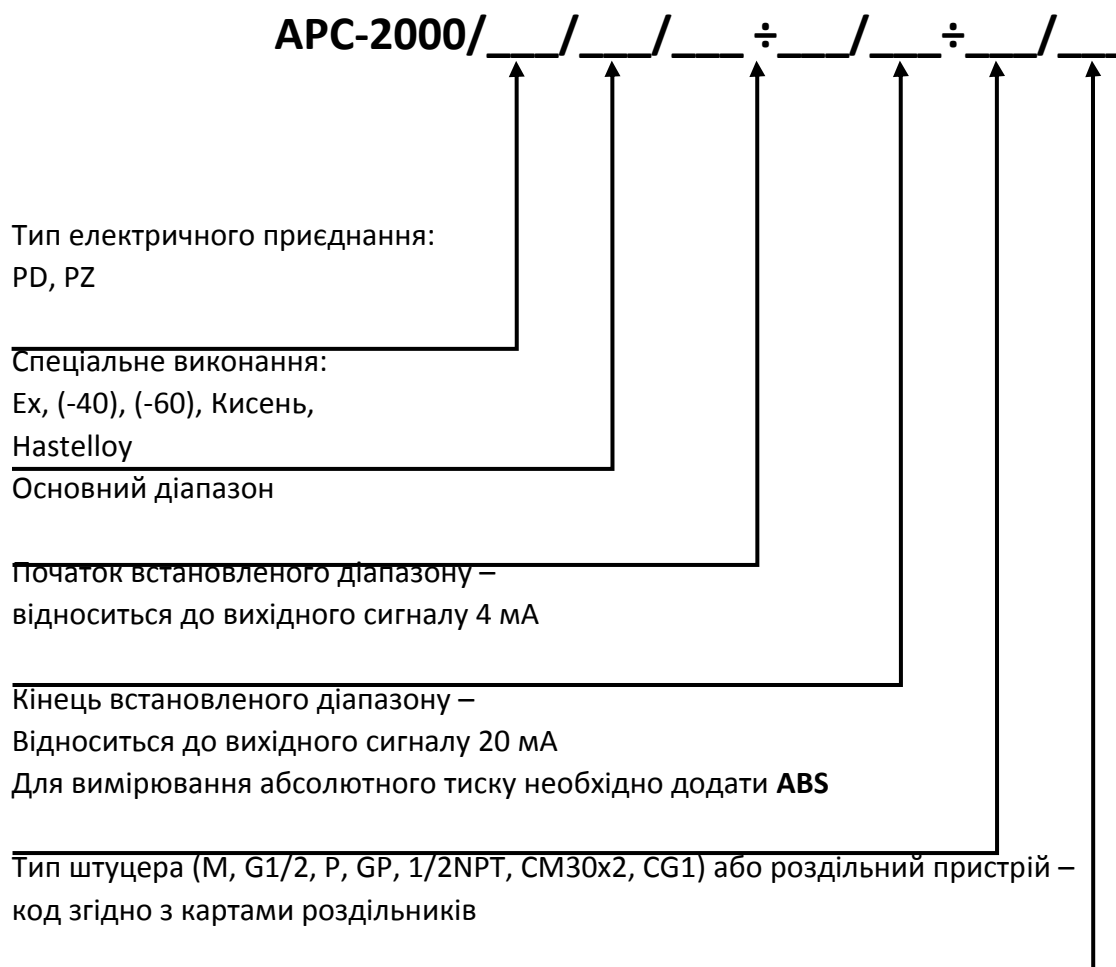 APC-2000/___/___/___÷___/___÷___/___
Тип електричного приєднання:
PD, PZ
Спеціальне виконання:
Ex, (-40), (-60), Кисень,
Hastelloy
Основний діапазон
Початок встановленого діапазону –
відноситься до вихідного сигналу 4 мА
Кінець встановленого діапазону –
Відноситься до вихідного сигналу 20 мА
Для вимірювання абсолютного тиску необхідно додати ABS
Тип штуцера (M, G1/2, P, GP, 1/2NPT, CM30x2, CG1) або роздільний пристрій –
код згідно з картами роздільників